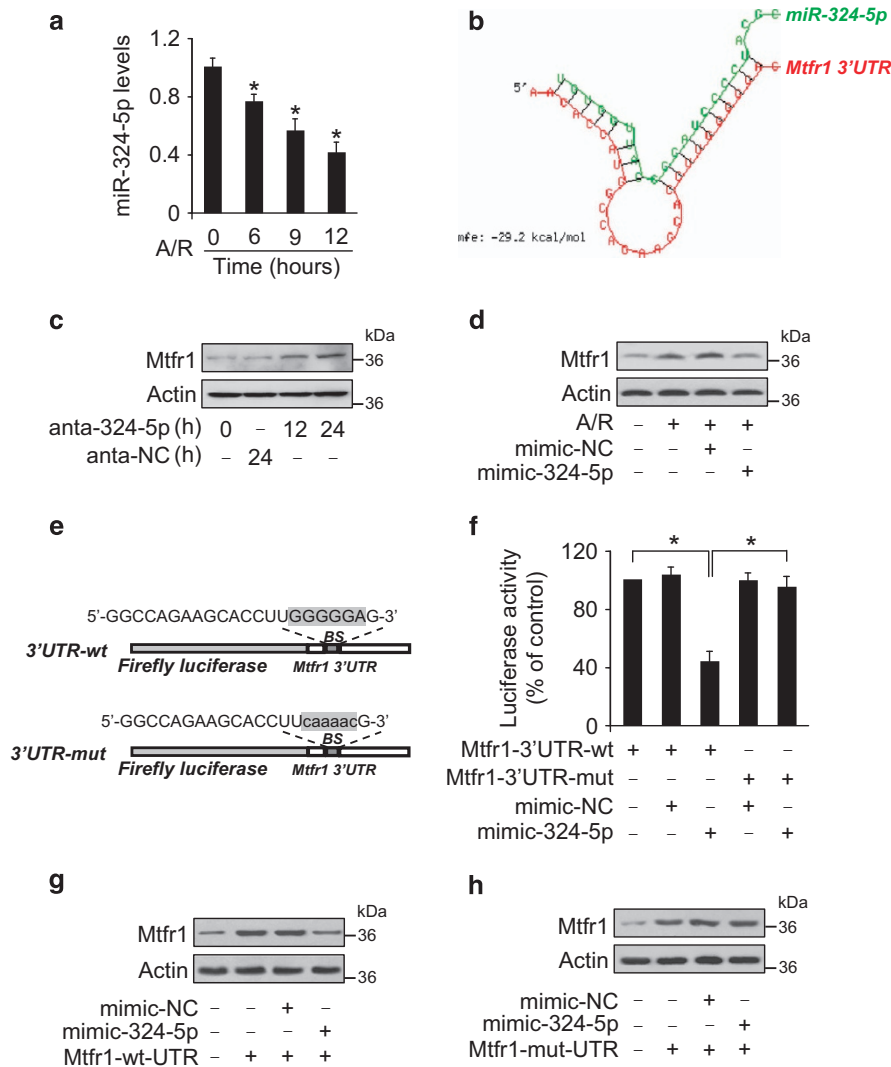 a
miR-324-5p levels
1.2
0.8
0.4
0
* * *
A/R 0 6 9 12
Time (hours)
b
miR-324-5p
Mtfr1 3'UTR
5'
mfe: -29.2 kcal/mol
c
kDa
Mtfr1 36
Actin 36
anta-324-5p (h) 0 – 12 24
anta-NC (h) – 24 – –
d
kDa
Mtfr1 36
Actin 36
A/R – + + +
mimic-NC – – + –
mimic-324-5p – – – +
e
5'-GGCCAGAAGCACCUUGGGGGAG-3'
BS
3'UTR-wt
Firefly luciferase Mtfr1 3'UTR
5'-GGCCAGAAGCACCUUcaaaacG-3'
BS
3'UTR-mut
Firefly luciferase Mtfr1 3'UTR
f
Luciferase activity
(% of control)
120
80
40
0
* *
Mtfr1-3'UTR-wt + + + – –
Mtfr1-3'UTR-mut – – – + +
mimic-NC – + – + –
mimic-324-5p – – + – +
g
kDa
Mtfr1 36
Actin 36
mimic-NC – – + –
mimic-324-5p – – – +
Mtfr1-wt-UTR – + + +
h
kDa
Mtfr1 36
Actin 36
mimic-NC – – + –
mimic-324-5p – – – +
Mtfr1-mut-UTR – + + +